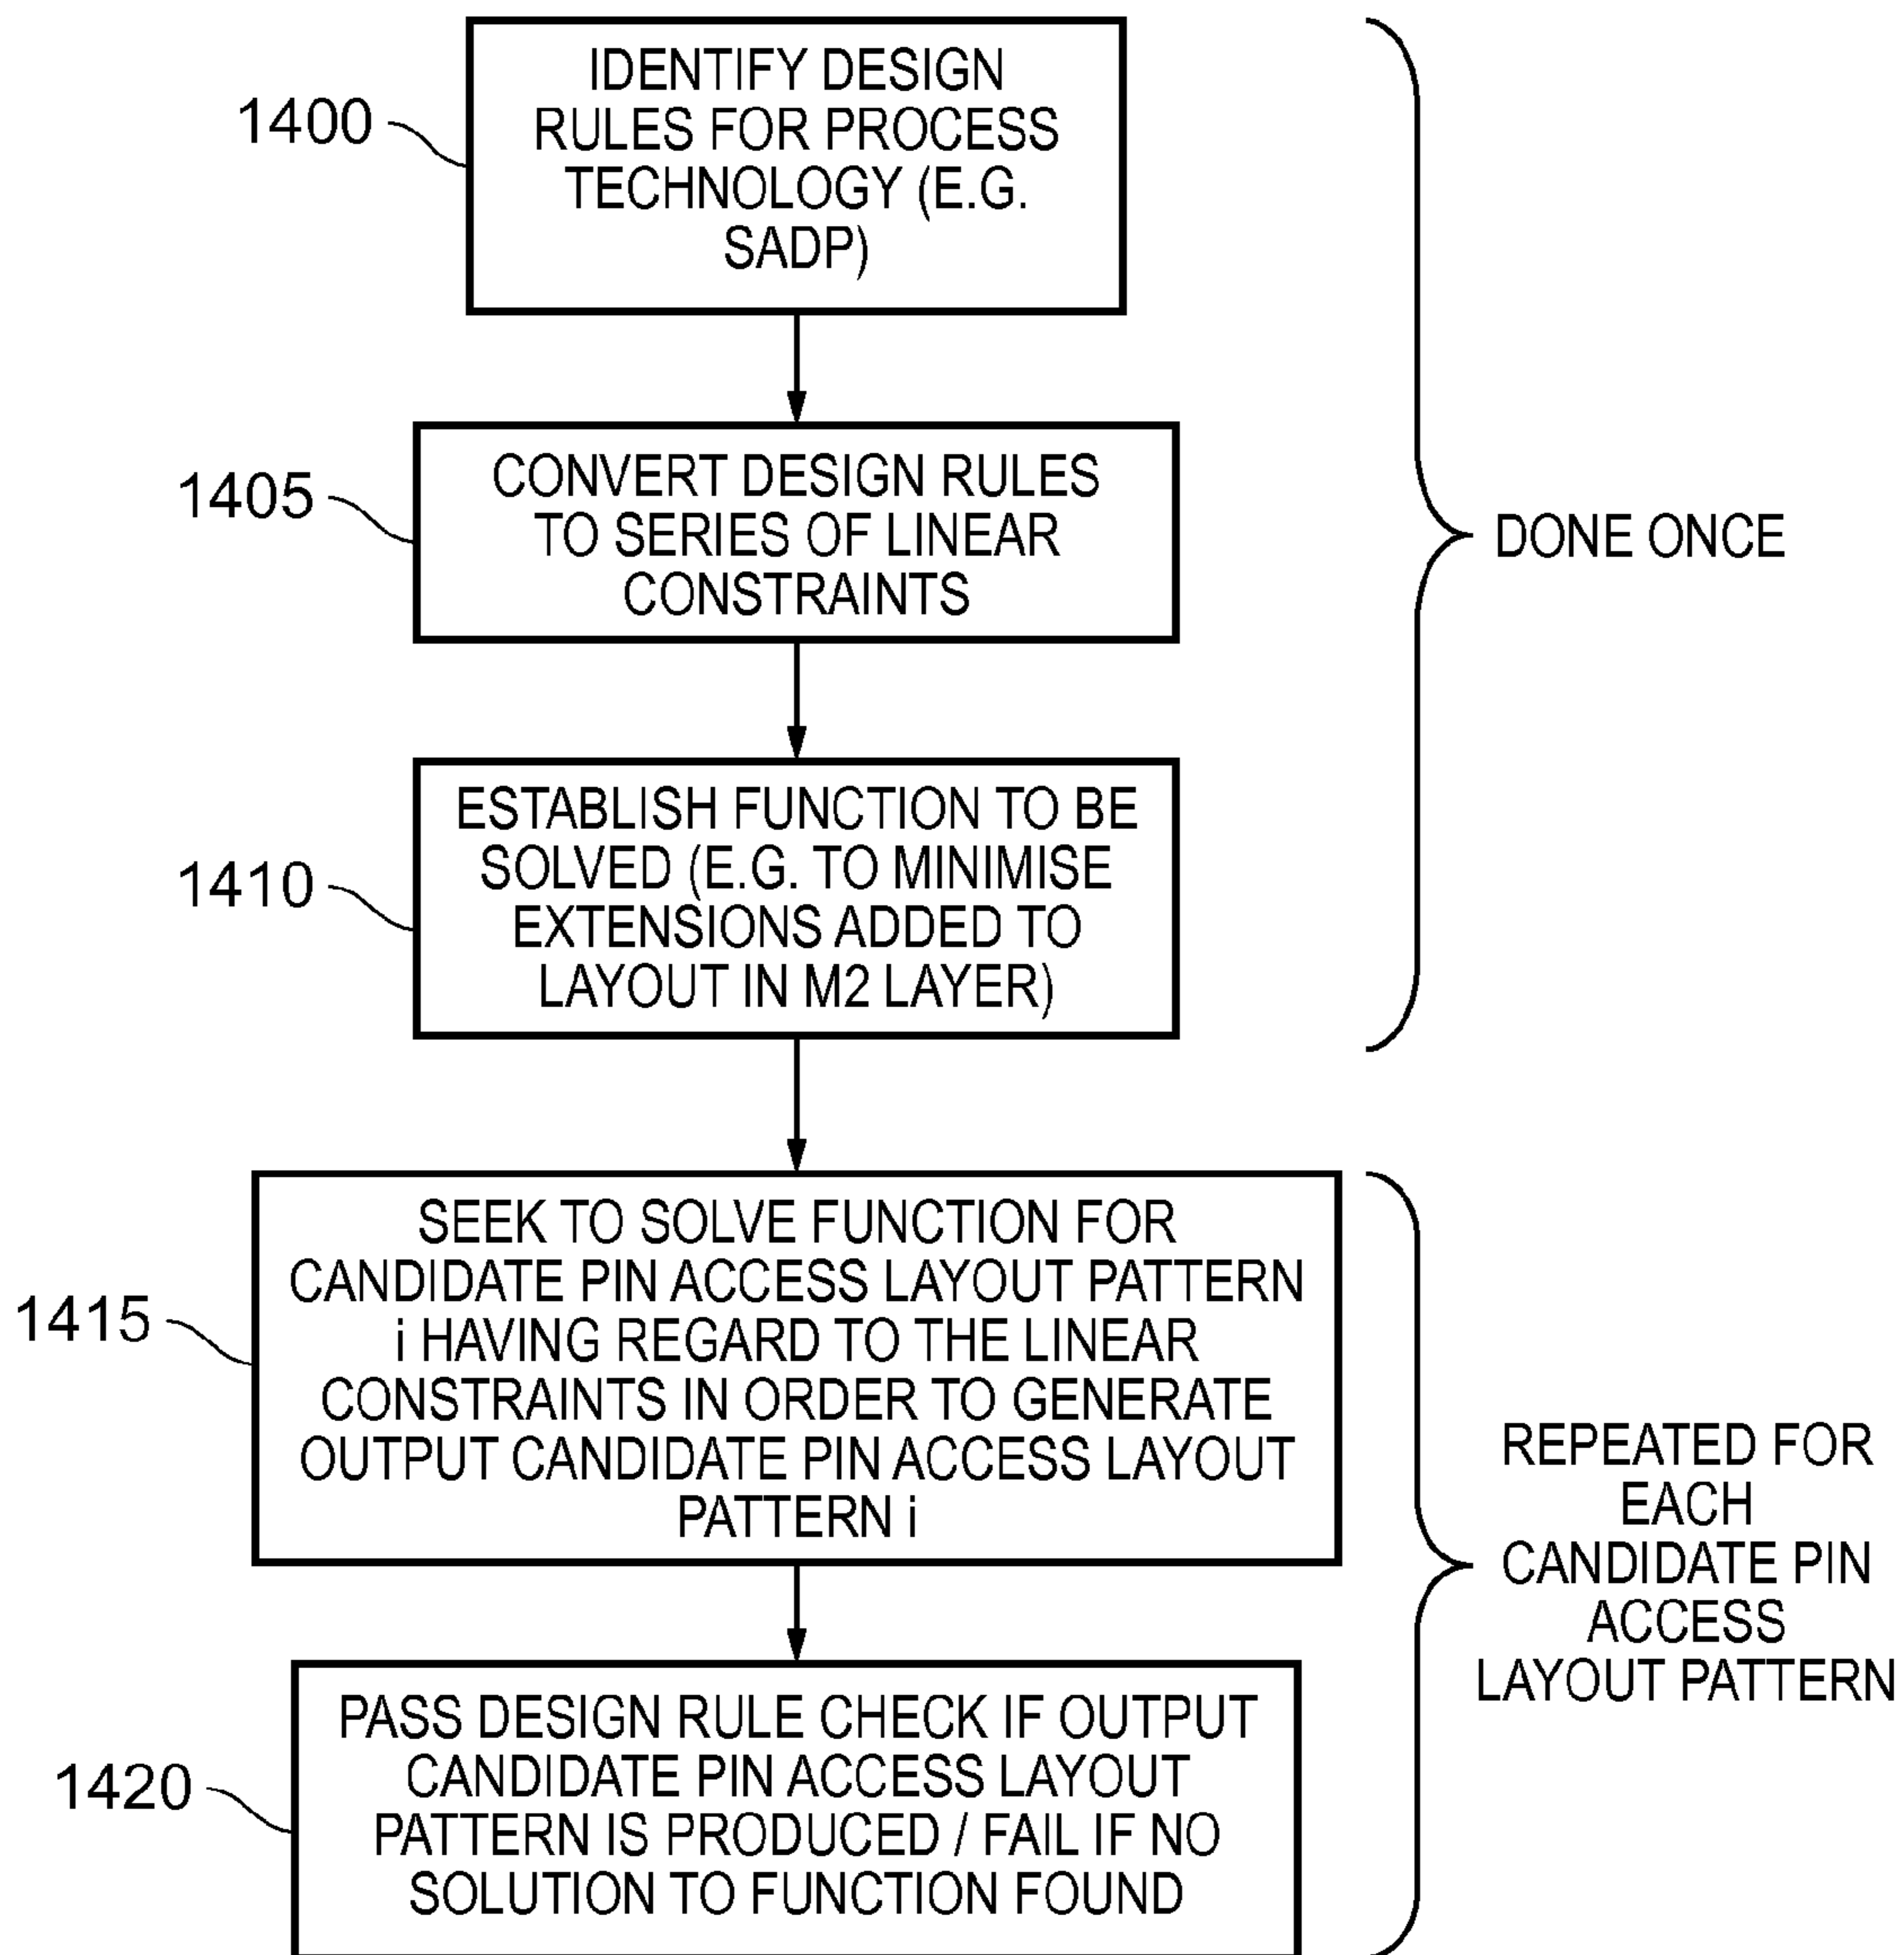 1400
IDENTIFY DESIGN
RULES FOR PROCESS
TECHNOLOGY (E.G.
SADP)
1405
CONVERT DESIGN RULES
TO SERIES OF LINEAR
CONSTRAINTS
DONE ONCE
1410
ESTABLISH FUNCTION TO BE
SOLVED (E.G. TO MINIMISE
EXTENSIONS ADDED TO
LAYOUT IN M2 LAYER)
1415
SEEK TO SOLVE FUNCTION FOR
CANDIDATE PIN ACCESS LAYOUT PATTERN
i HAVING REGARD TO THE LINEAR
CONSTRAINTS IN ORDER TO GENERATE
OUTPUT CANDIDATE PIN ACCESS LAYOUT
PATTERN i
REPEATED FOR
EACH
CANDIDATE PIN
ACCESS
LAYOUT PATTERN
1420
PASS DESIGN RULE CHECK IF OUTPUT
CANDIDATE PIN ACCESS LAYOUT
PATTERN IS PRODUCED / FAIL IF NO
SOLUTION TO FUNCTION FOUND